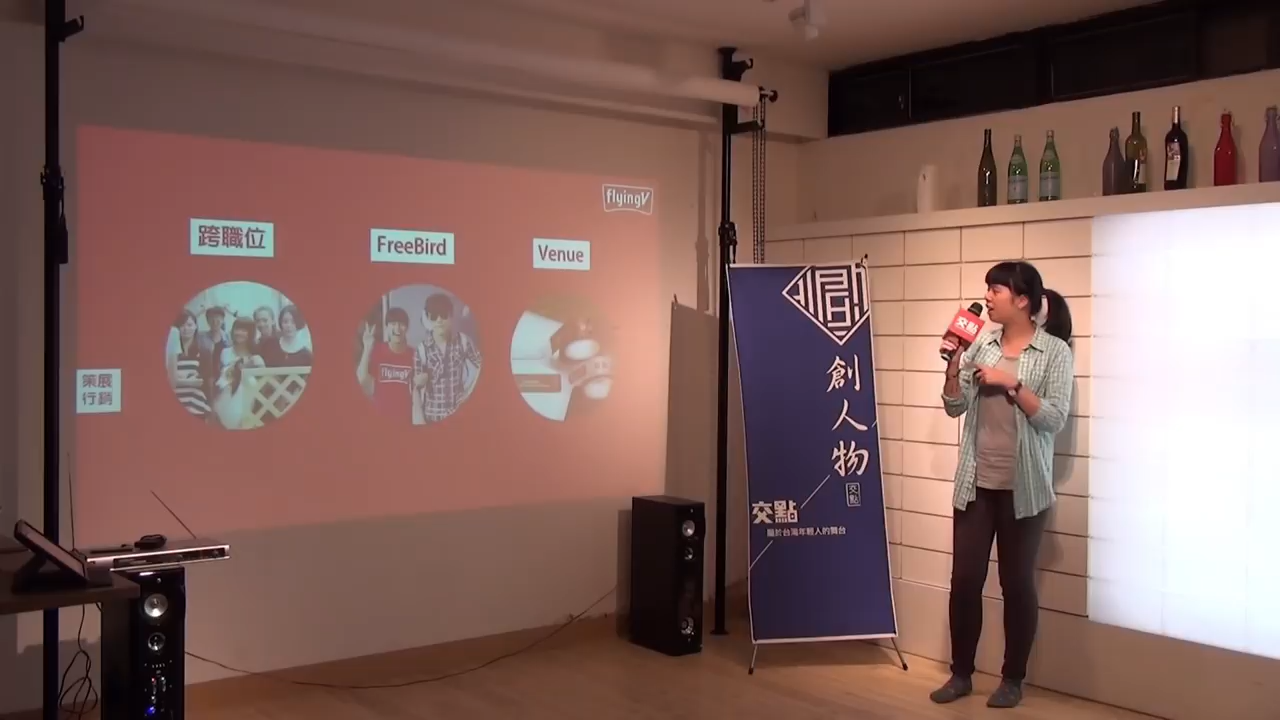 flyingV
跨職位
FreeBird
Venue
flyingV
策展
行銷
創人物
交點
交點
屬於台灣年輕人的舞台
交點